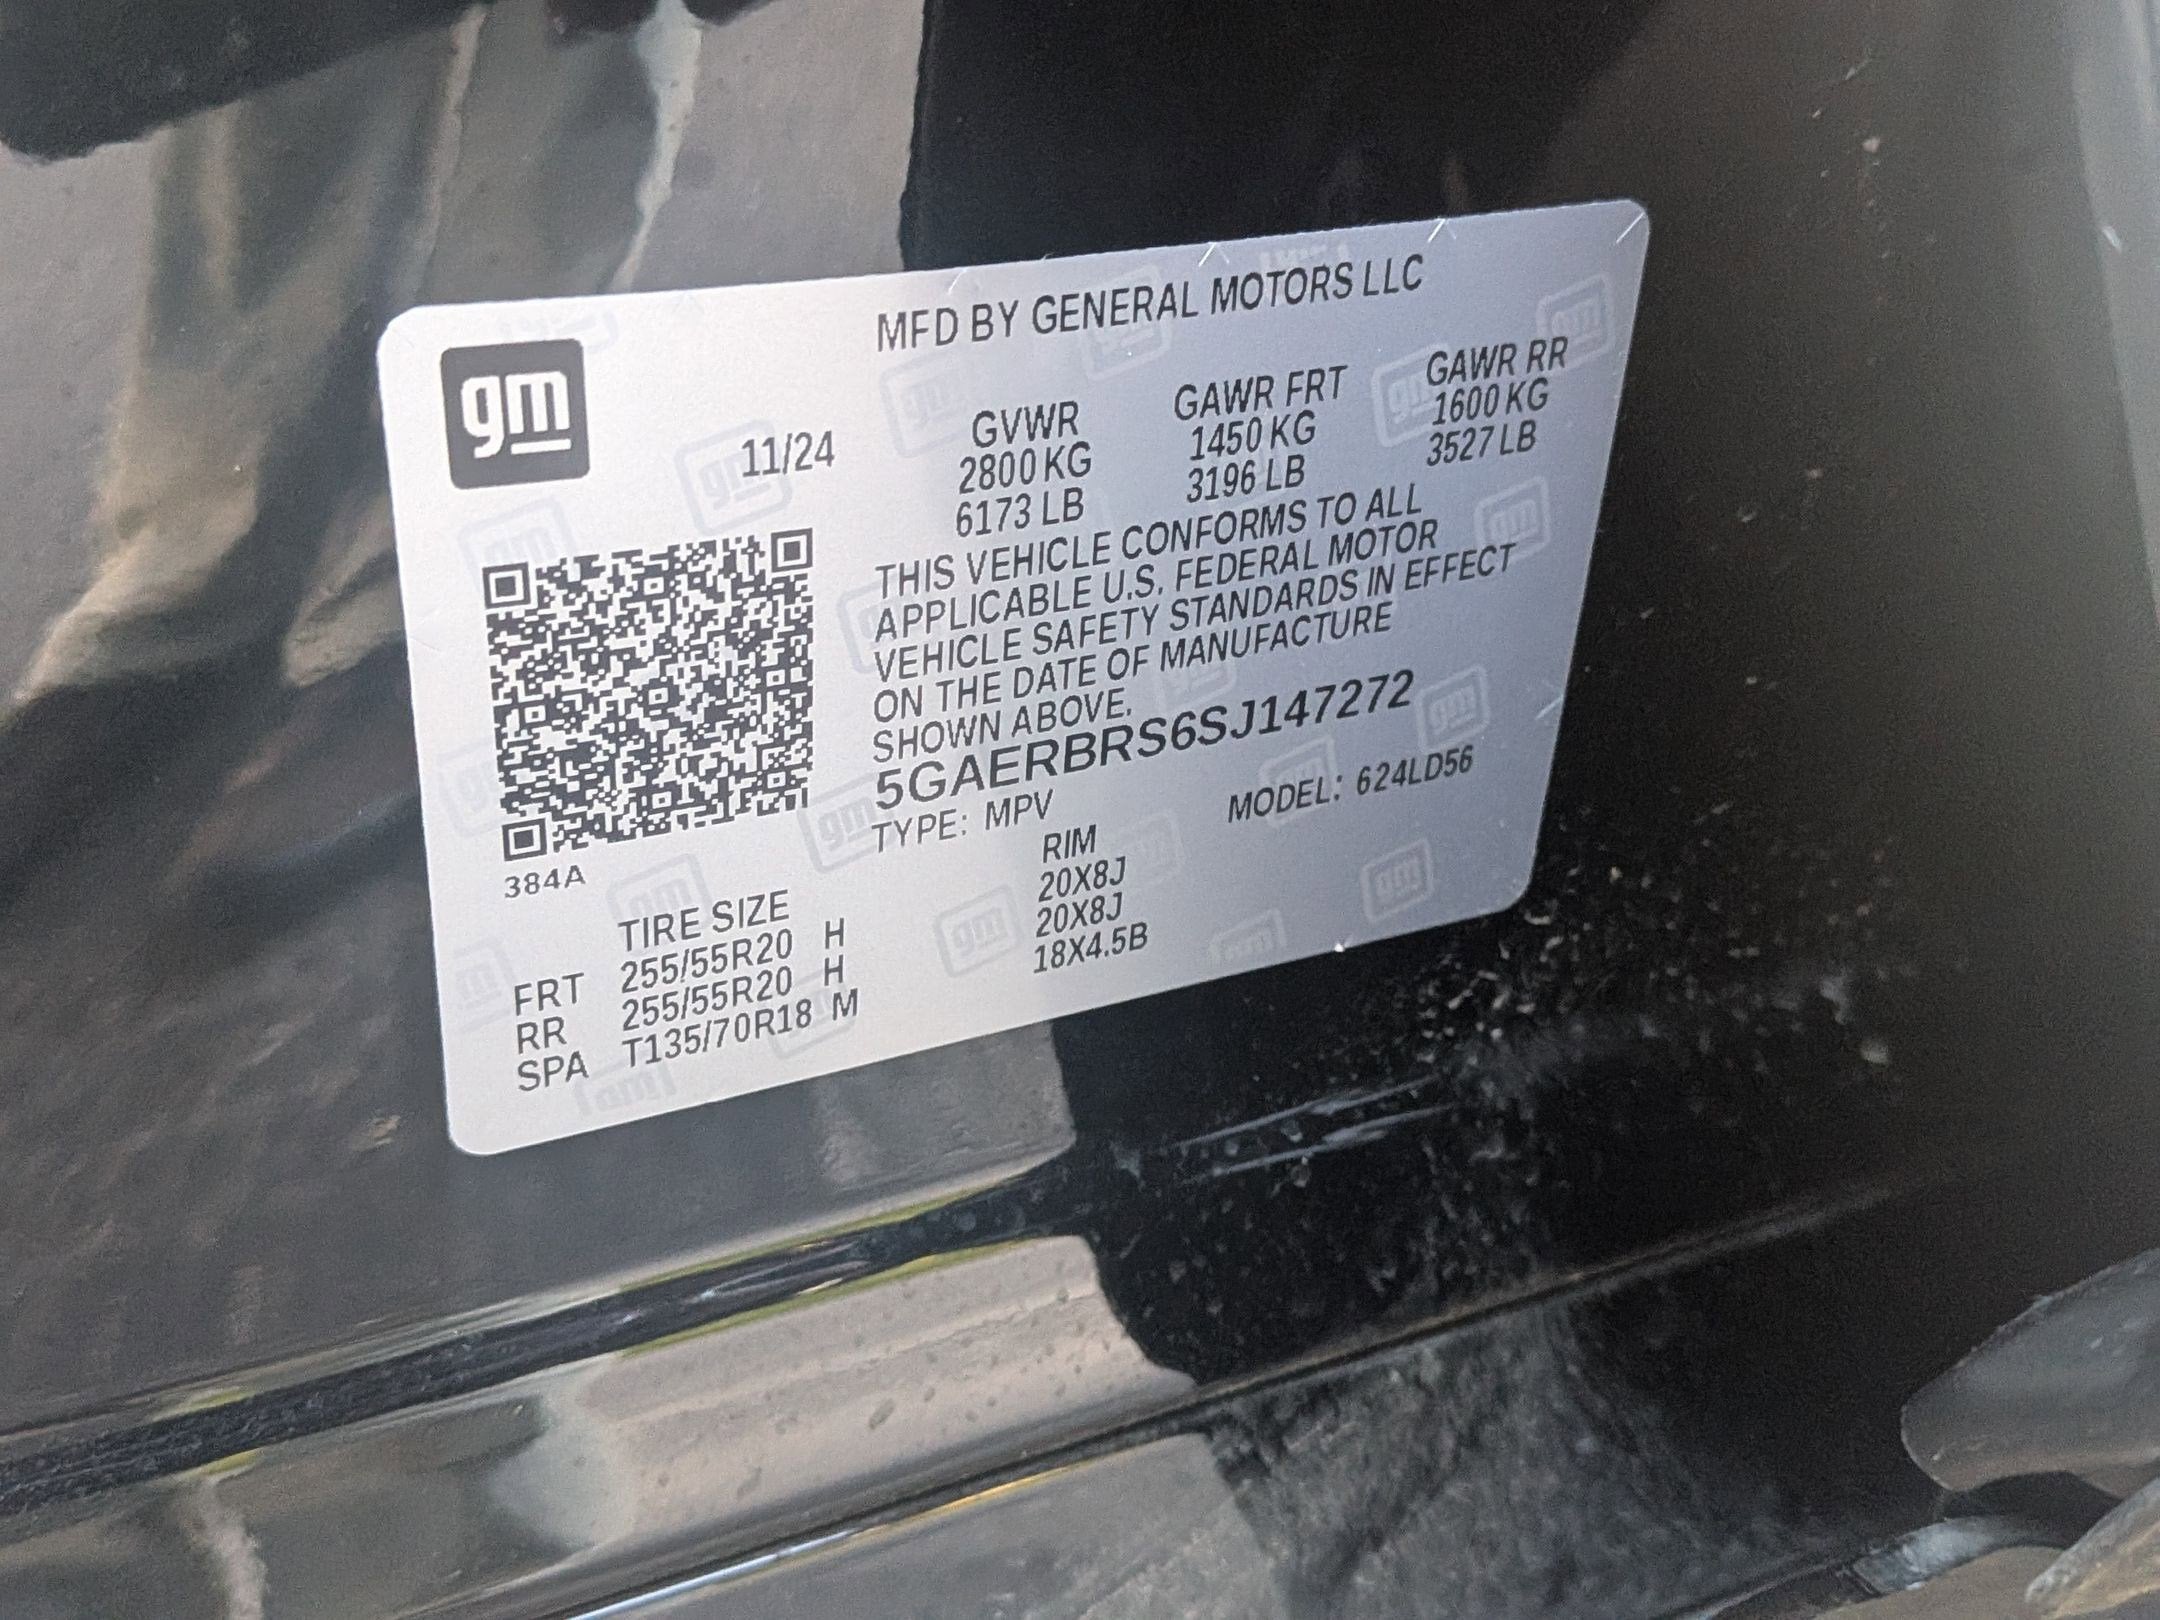 MFD BY GENERAL MOTORS LLC
gm
11/24
GVWR GAWR FRT GAWR RR
2800 KG 1450 KG 1600 KG
6173 LB 3196 LB 3527 LB
THIS VEHICLE CONFORMS TO ALL
APPLICABLE U.S. FEDERAL MOTOR
VEHICLE SAFETY STANDARDS IN EFFECT
ON THE DATE OF MANUFACTURE
SHOWN ABOVE.
5GAERBRS6SJ147272
TYPE: MPV MODEL: 624LD56
384A
TIRE SIZE RIM
FRT 255/55R20 H 20X8J
RR 255/55R20 H 20X8J
SPA T135/70R18 M 18X4.5B